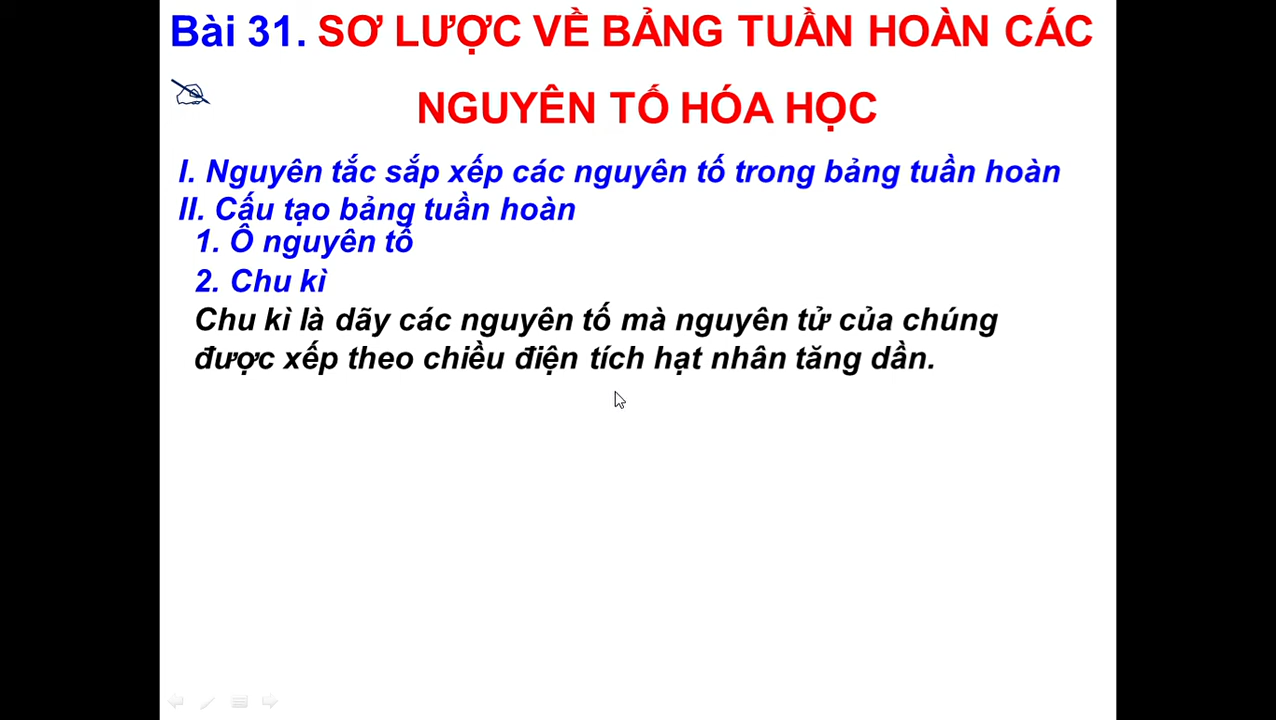 Bài 31. SƠ LƯỢC VỀ BẢNG TUẦN HOÀN CÁC
NGUYÊN TỐ HÓA HỌC
I. Nguyên tắc sắp xếp các nguyên tố trong bảng tuần hoàn
II. Cấu tạo bảng tuần hoàn
1. Ô nguyên tố
2. Chu kì
Chu kì là dãy các nguyên tố mà nguyên tử của chúng
được xếp theo chiều điện tích hạt nhân tăng dần.